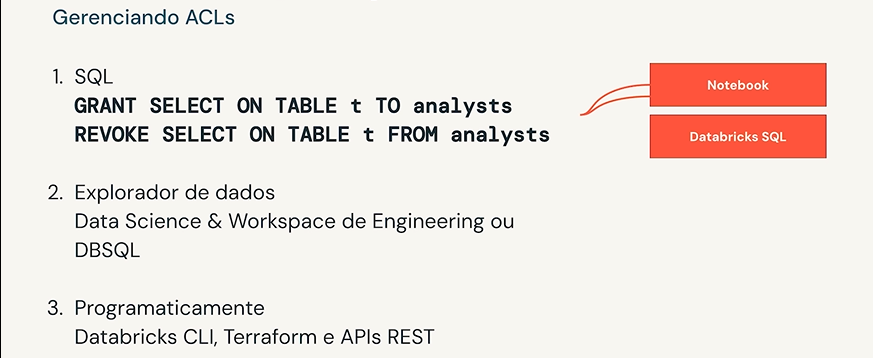 Gerenciando ACLs
1. SQL
GRANT SELECT ON TABLE t TO analysts
REVOKE SELECT ON TABLE t FROM analysts
Notebook
Databricks SQL
2. Explorador de dados
Data Science & Workspace de Engineering ou
DBSQL
3. Programaticamente
Databricks CLI, Terraform e APIs REST